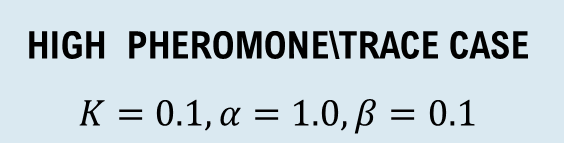 HIGH PHEROMONE\TRACE CASE
K = 0.1, α = 1.0, β = 0.1